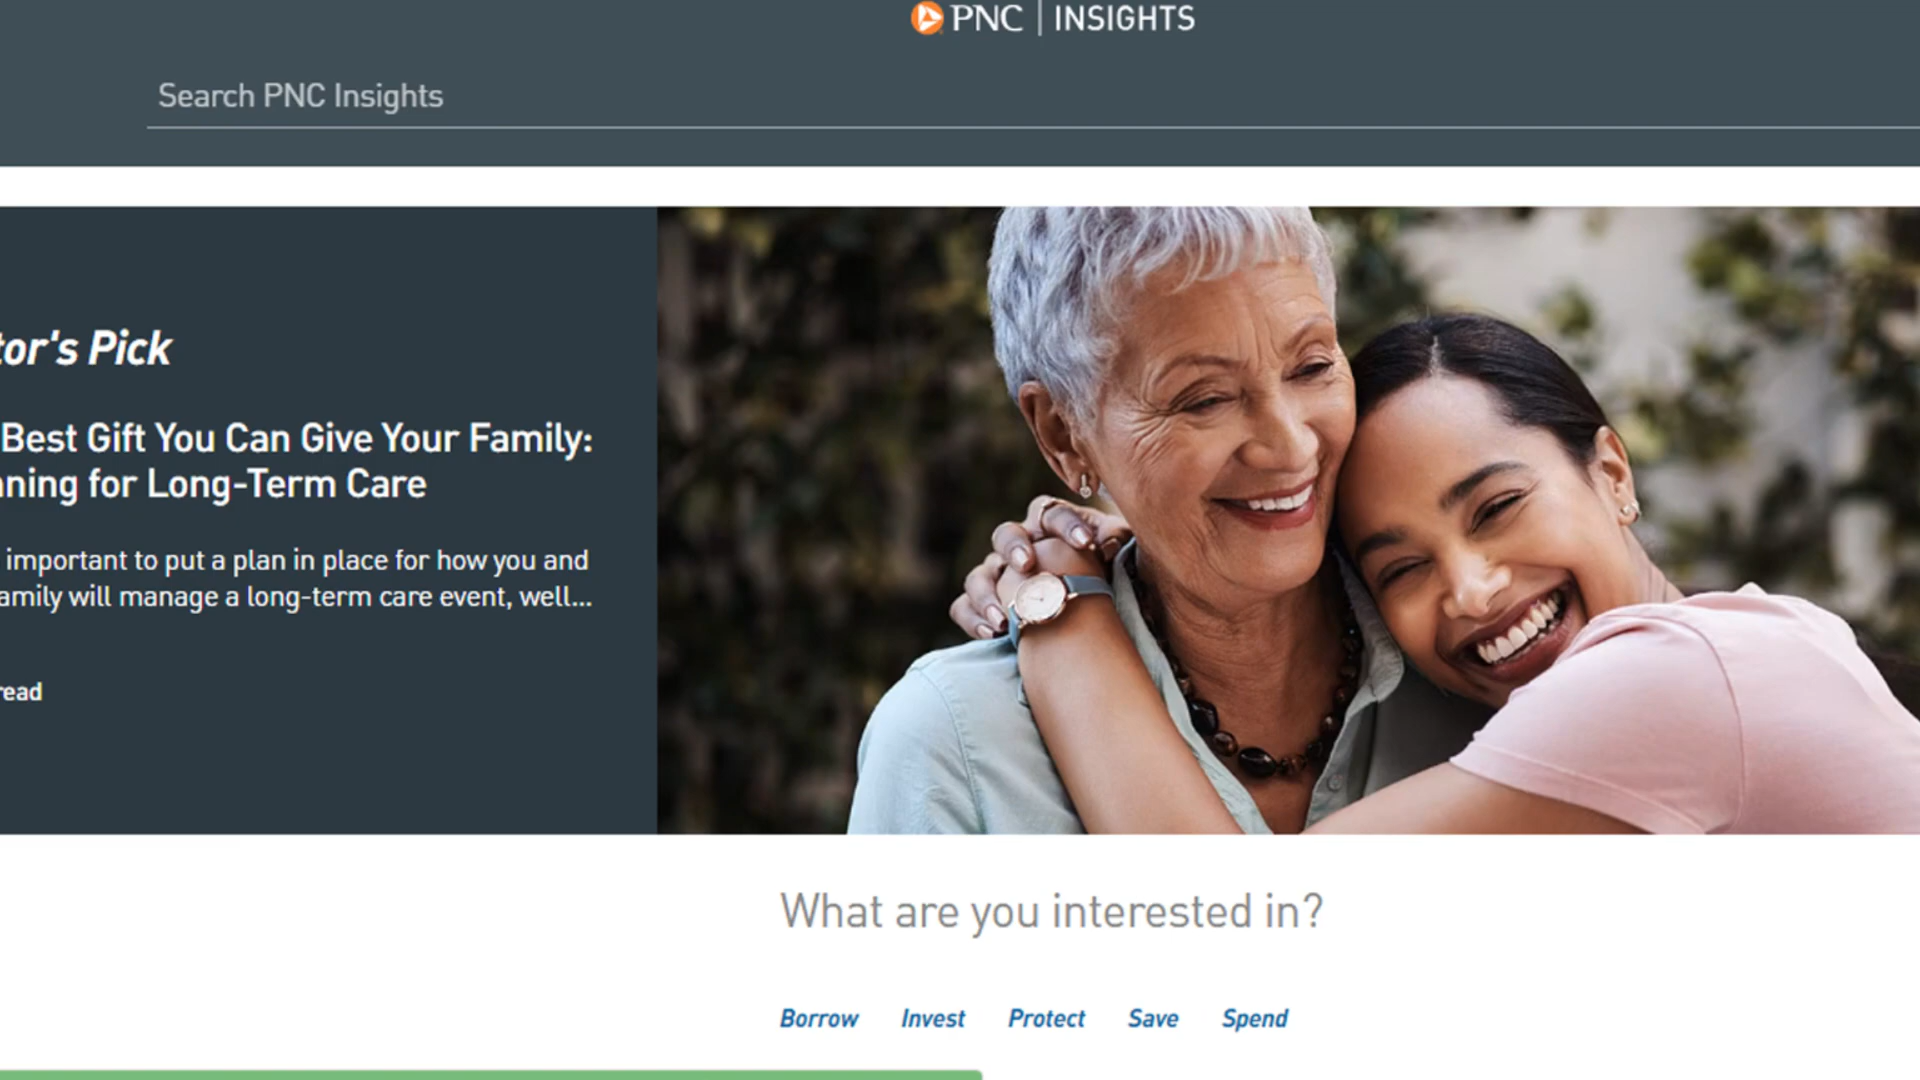 PNC | INSIGHTS
Search PNC Insights
tor's Pick
Best Gift You Can Give Your Family:
nning for Long-Term Care
important to put a plan in place for how you and
amily will manage a long-term care event, well...
read
What are you interested in?
Borrow Invest Protect Save Spend